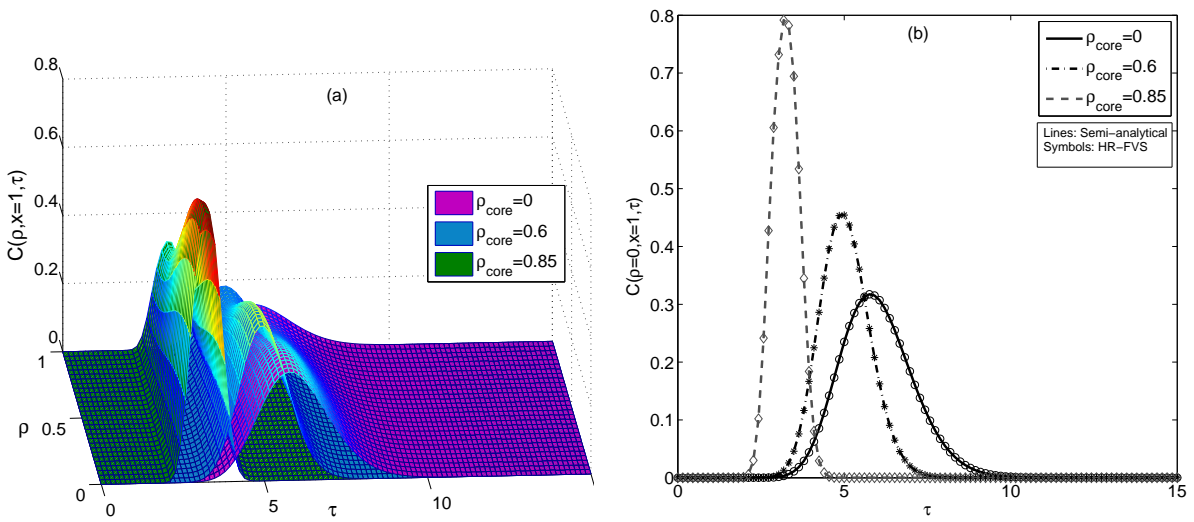 0.8
0.6
0.4
0.2
0
C(ρ,x=1,τ)
(a)
ρcore=0
ρcore=0.6
ρcore=0.85
1
0.5
0
ρ
0
5
10
τ
0.8
0.7
0.6
0.5
0.4
0.3
0.2
0.1
0
C(ρ=0,x=1,τ)
(b)
ρcore=0
ρcore=0.6
ρcore=0.85
Lines: Semi−analytical
Symbols: HR−FVS
0
5
10
15
τ